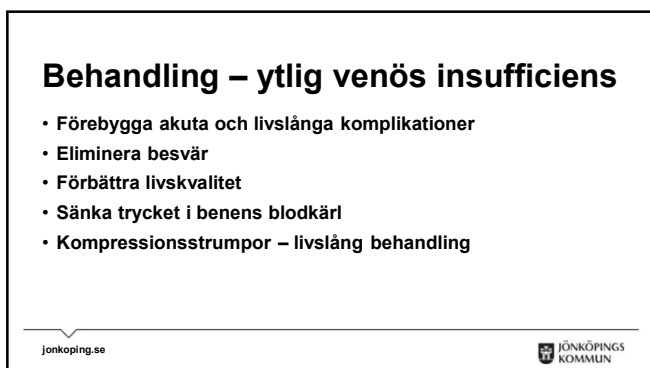 Behandling – ytlig venös insufficiens
• Förebygga akuta och livslånga komplikationer
• Eliminera besvär
• Förbättra livskvalitet
• Sänka trycket i benens blodkärl
• Kompressionsstrumpor – livslång behandling
jonkoping.se
JÖNKÖPINGS
KOMMUN